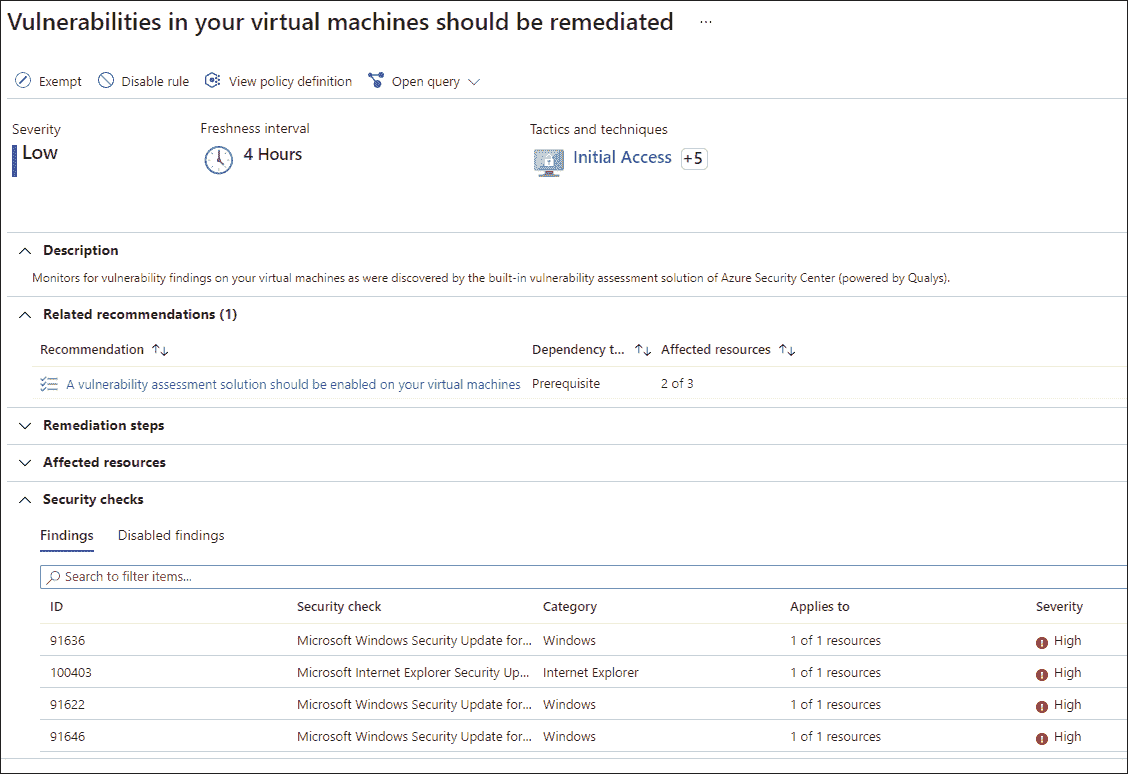 Vulnerabilities in your virtual machines should be remediated ...
Exempt Disable rule View policy definition Open query
Severity Freshness interval Tactics and techniques
Low 4 Hours Initial Access +5
Description
Monitors for vulnerability findings on your virtual machines as were discovered by the built-in vulnerability assessment solution of Azure Security Center (powered by Qualys).
Related recommendations (1)
Recommendation ↑↓ Dependency t... ↑↓ Affected resources ↑↓
A vulnerability assessment solution should be enabled on your virtual machines Prerequisite 2 of 3
Remediation steps
Affected resources
Security checks
Findings Disabled findings
Search to filter items...
ID Security check Category Applies to Severity
91636 Microsoft Windows Security Update for... Windows 1 of 1 resources High
100403 Microsoft Internet Explorer Security Up... Internet Explorer 1 of 1 resources High
91622 Microsoft Windows Security Update for... Windows 1 of 1 resources High
91646 Microsoft Windows Security Update for... Windows 1 of 1 resources High